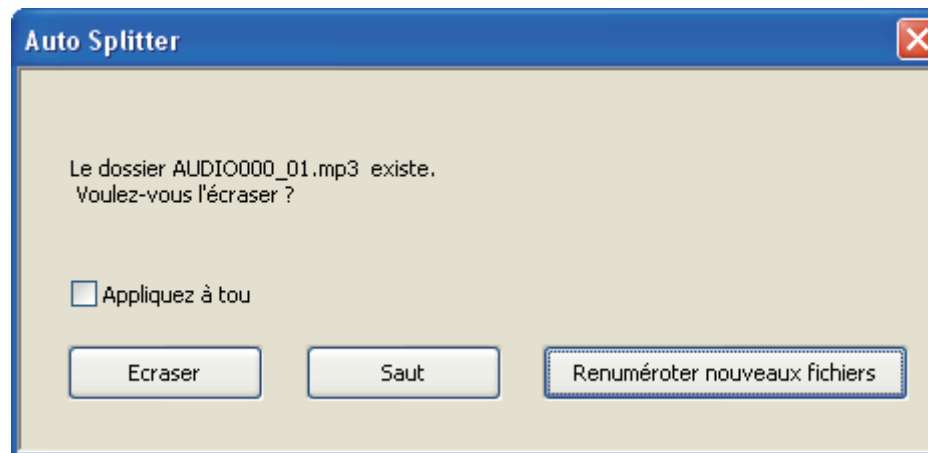 Auto Splitter
Le dossier AUDIO000_01.mp3 existe.
Voulez-vous l'écraser ?
Appliquez à tou
Ecraser
Saut
Renuméroter nouveaux fichiers